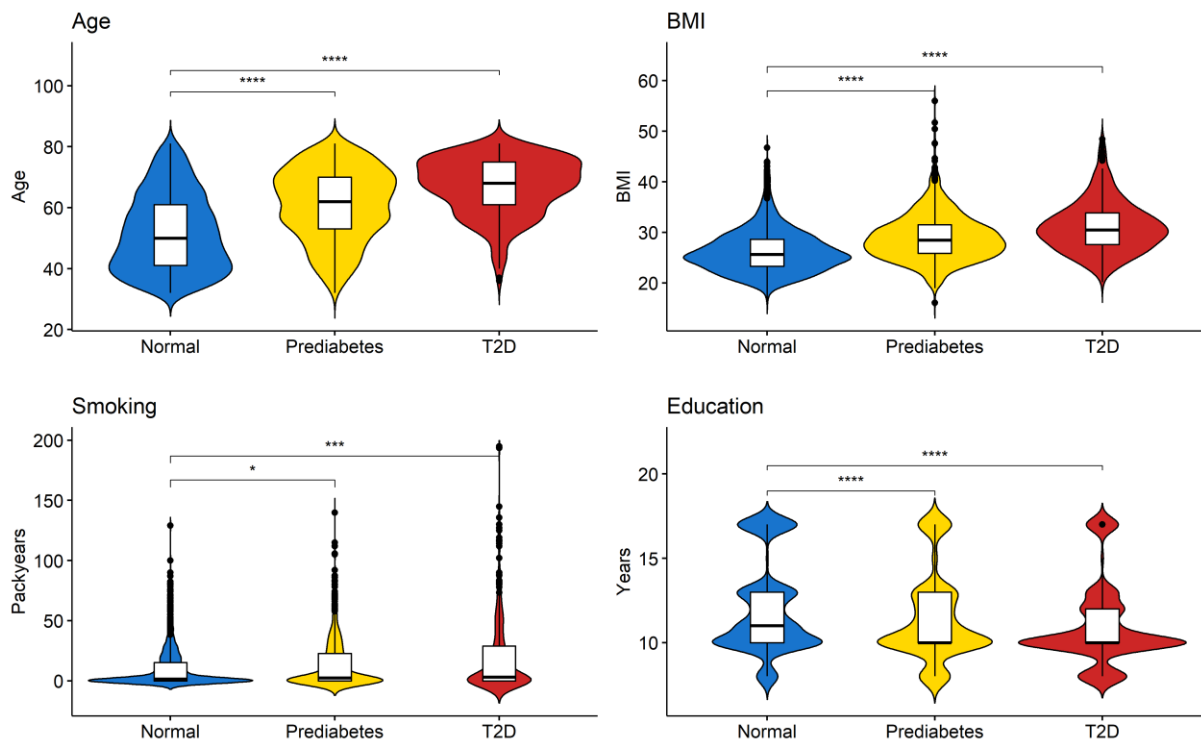 Age
****
****
100
80
60
40
20
Age
Normal Prediabetes T2D
BMI
****
****
60
50
40
30
20
BMI
Normal Prediabetes T2D
Smoking
***
*
200
150
100
50
0
Packyears
Normal Prediabetes T2D
Education
****
****
20
15
10
5
Years
Normal Prediabetes T2D